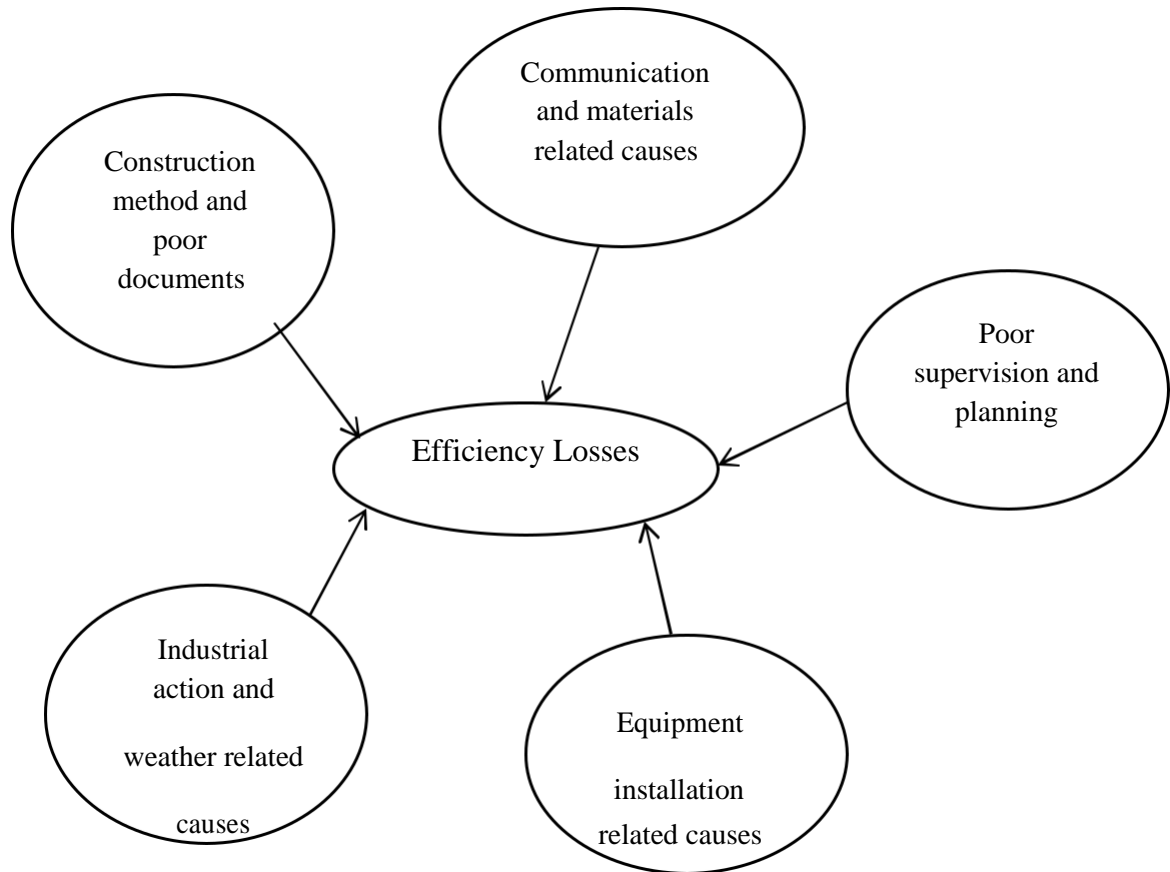 Communication
and materials
related causes
Construction
method and
poor
documents
Poor
supervision and
planning
Efficiency Losses
Industrial
action and
weather related
causes
Equipment
installation
related causes